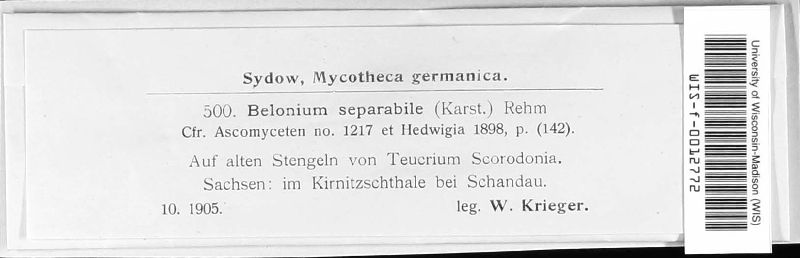 Sydow, Mycotheca germanica.
500. Belonium separabile (Karst.) Rehm
Cfr. Ascomyceten no. 1217 et Hedwigia 1898, p. (142).
Auf alten Stengeln von Teucrium Scorodonia.
Sachsen: im Kirnitzschthale bei Schandau.
10. 1905. leg. W. Krieger.
University of Wisconsin-Madison (WIS)
WIS-f-0012772